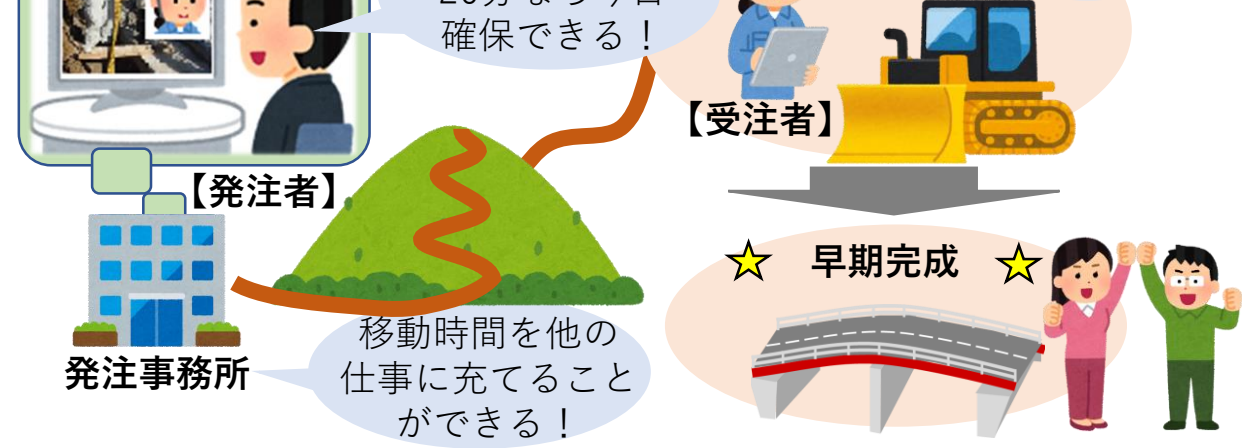 確保できる！
【受注者】
【発注者】
早期完成
移動時間を他の
仕事に充てること
ができる！
発注事務所